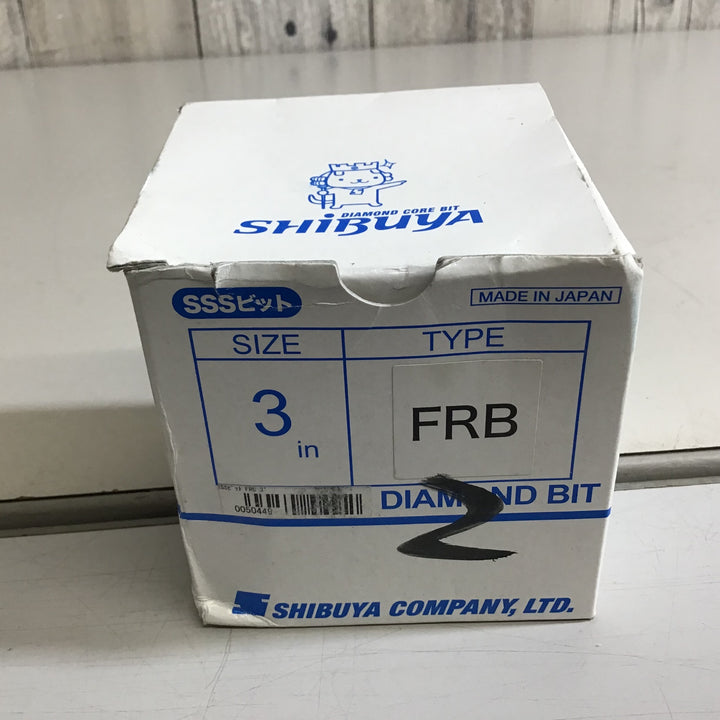 DIAMOND CORE BIT
SHiBUYA
SSSビット
MADE IN JAPAN
SIZE
TYPE
3 in
FRB
0050449
DIAMOND BIT
SHIBUYA COMPANY, LTD.